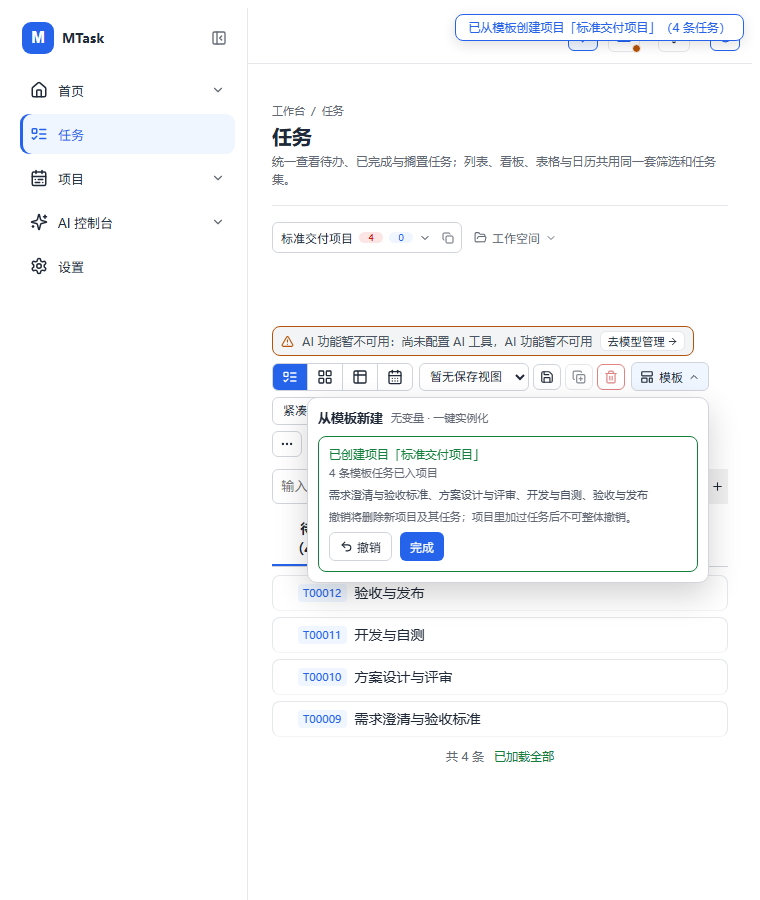 M MTask
已从模板创建项目「标准交付项目」（4 条任务）
首页
任务
项目
AI 控制台
设置
工作台 / 任务
任务
统一查看待办、已完成与搁置任务；列表、看板、表格与日历共用同一套筛选和任务
集。
标准交付项目 4 0 工作空间
AI 功能暂不可用：尚未配置 AI 工具，AI 功能暂不可用 去模型管理 →
暂无保存视图 模板
紧凑
从模板新建 无变量 · 一键实例化
已创建项目「标准交付项目」
4 条模板任务已入项目
需求澄清与验收标准、方案设计与评审、开发与自测、验收与发布
撤销将删除新项目及其任务；项目里加过任务后不可整体撤销。
撤销 完成
输入
T00012 验收与发布
T00011 开发与自测
T00010 方案设计与评审
T00009 需求澄清与验收标准
共 4 条 已加载全部